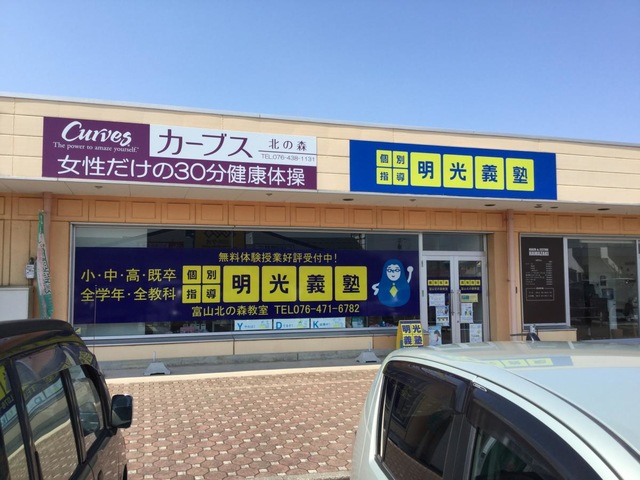 Curves
The power to amaze yourself.
カーブス 北の森
TEL076-438-1131
女性だけの30分健康体操
個別指導 明光義塾
無料体験授業好評受付中!
小・中・高・既卒
全学年・全教科
個別指導 明光義塾
富山北の森教室 TEL076-471-6782
Y D K
明光義塾